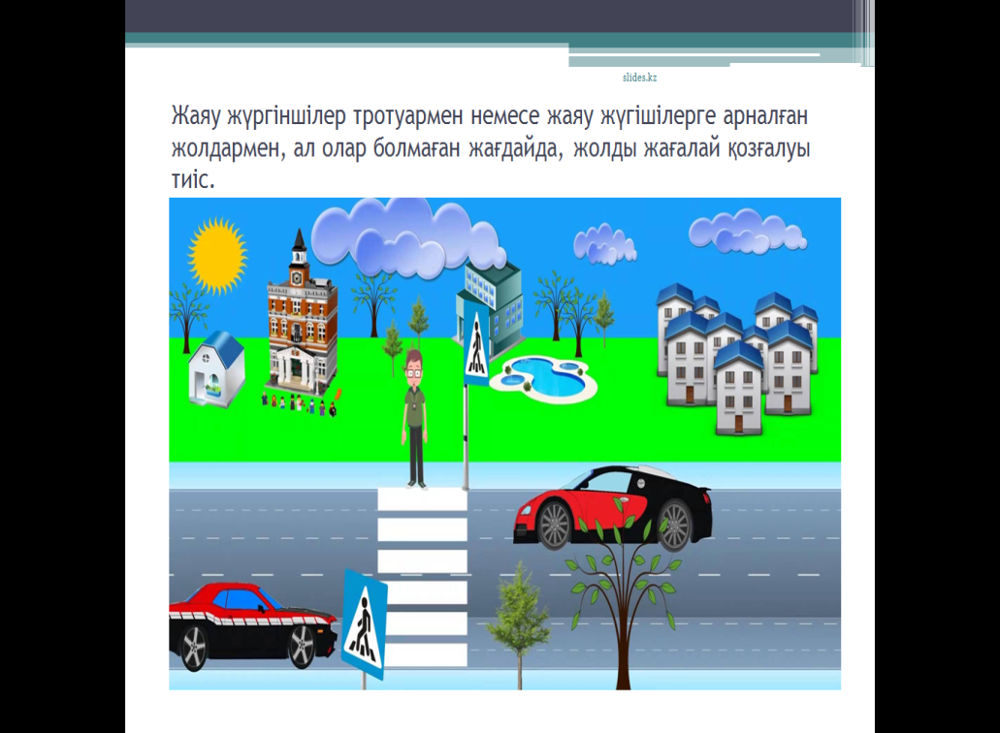 slides.kz
Жаяу жүргіншілер тротуармен немесе жаяу жүгішілерге арналған
жолдармен, ал олар болмаған жағдайда, жолды жағалай қозғалуы
тиіс.